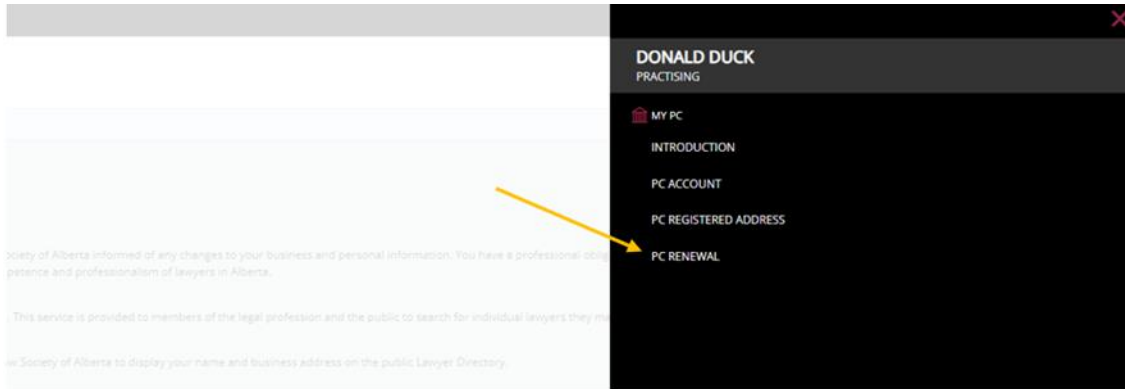 DONALD DUCK
PRACTISING
MY PC
INTRODUCTION
PC ACCOUNT
PC REGISTERED ADDRESS
PC RENEWAL
ociety of Alberta informed of any changes to your business and personal information. You have a professional oblig
petence and professionalism of lawyers in Alberta.
. This service is provided to members of the legal profession and the public to search for individual lawyers they m
w Society of Alberta to display your name and business address on the public Lawyer Directory.